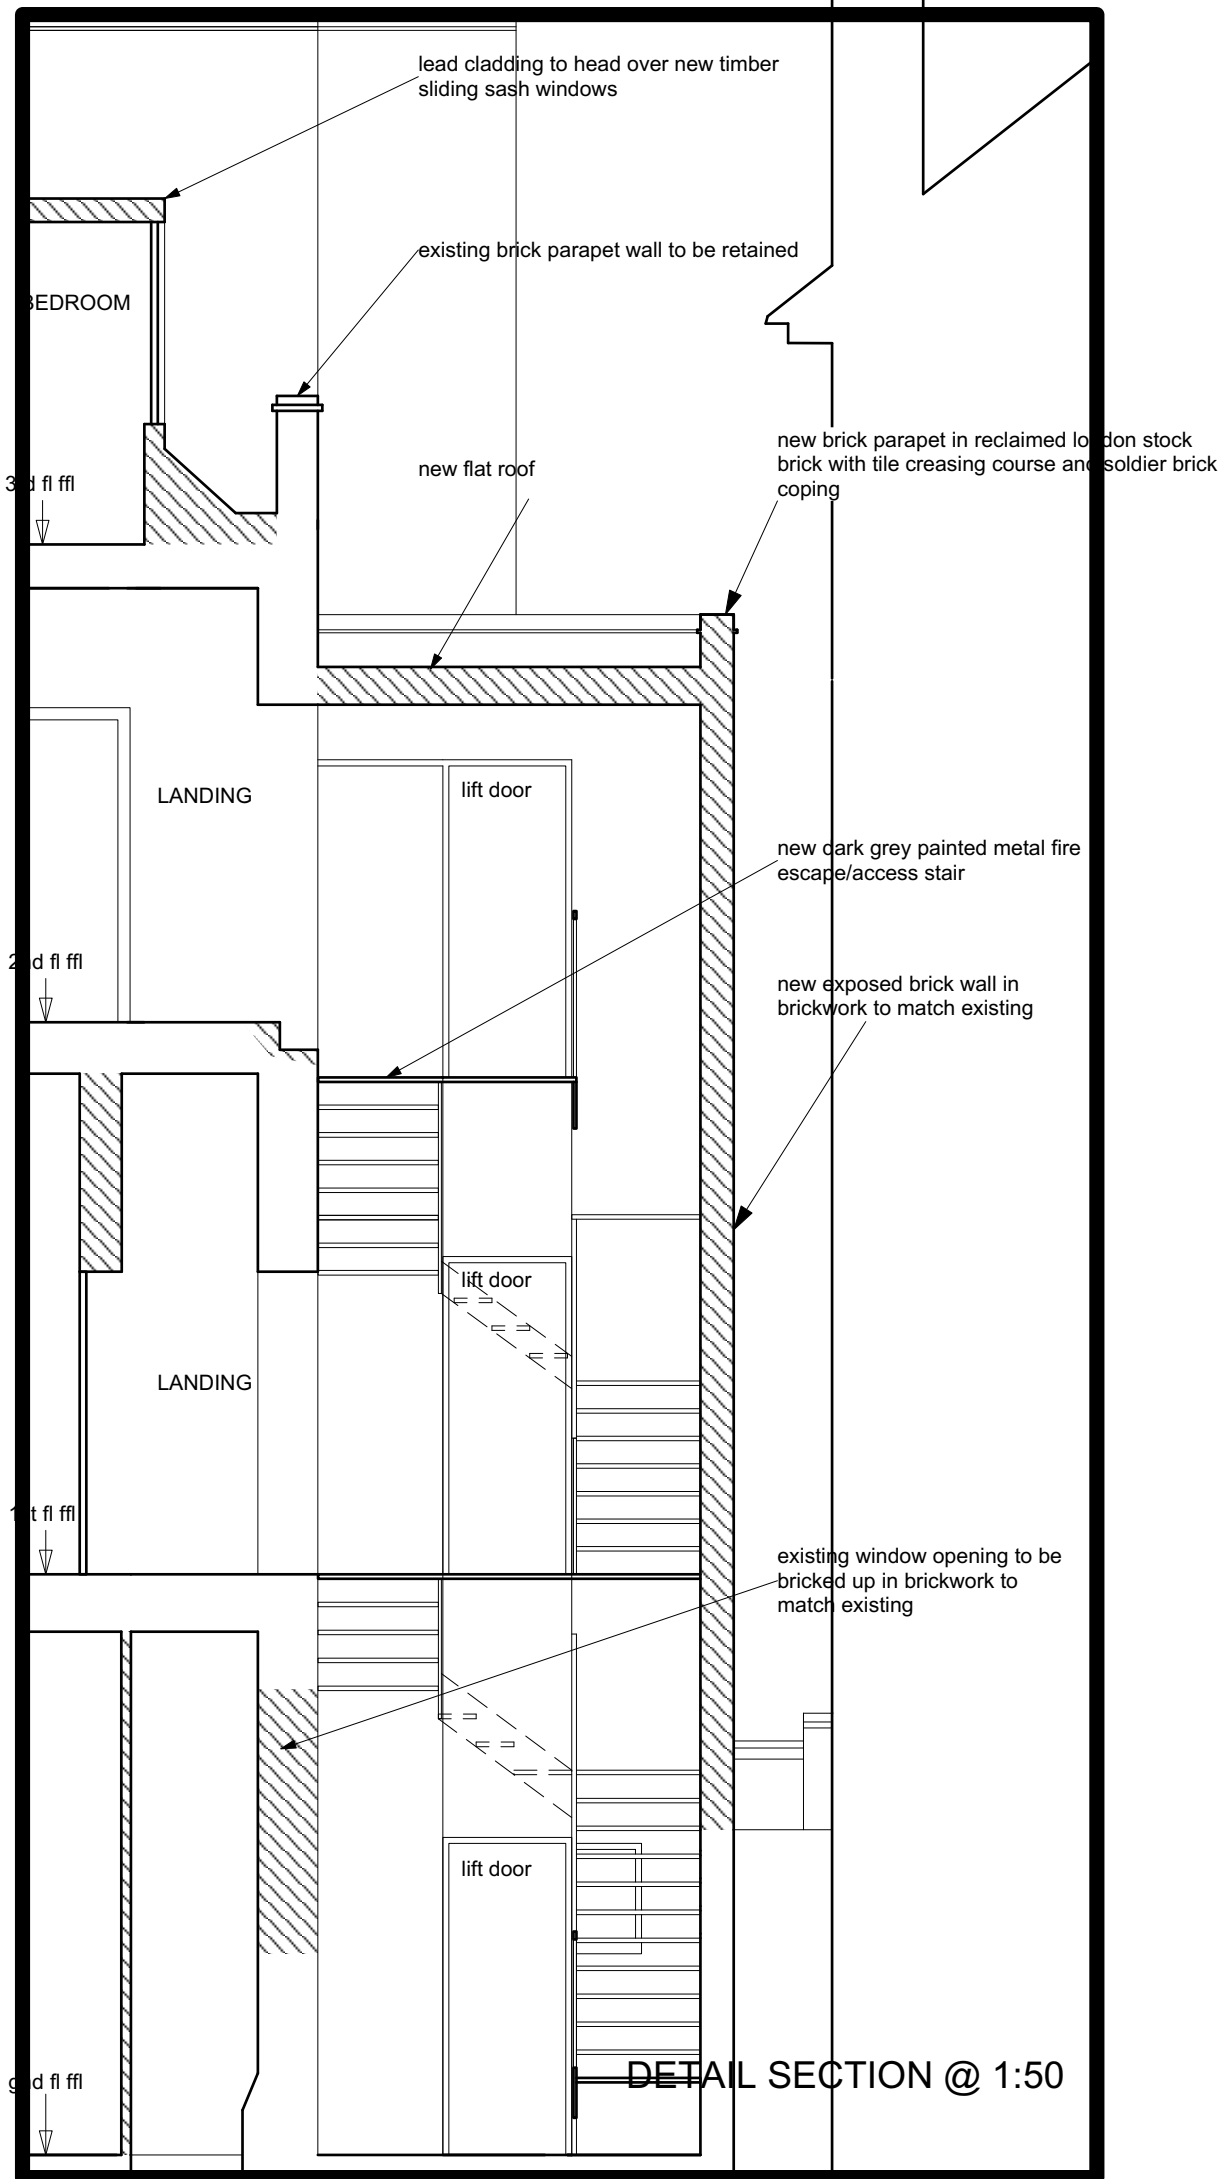 lead cladding to head over new timber
sliding sash windows
existing brick parapet wall to be retained
BEDROOM
new brick parapet in reclaimed london stock
brick with tile creasing course and soldier brick
coping
new flat roof
3rd fl ffl
LANDING
lift door
new dark grey painted metal fire
escape/access stair
2nd fl ffl
new exposed brick wall in
brickwork to match existing
lift door
LANDING
1st fl ffl
existing window opening to be
bricked up in brickwork to
match existing
lift door
gnd fl ffl
DETAIL SECTION @ 1:50